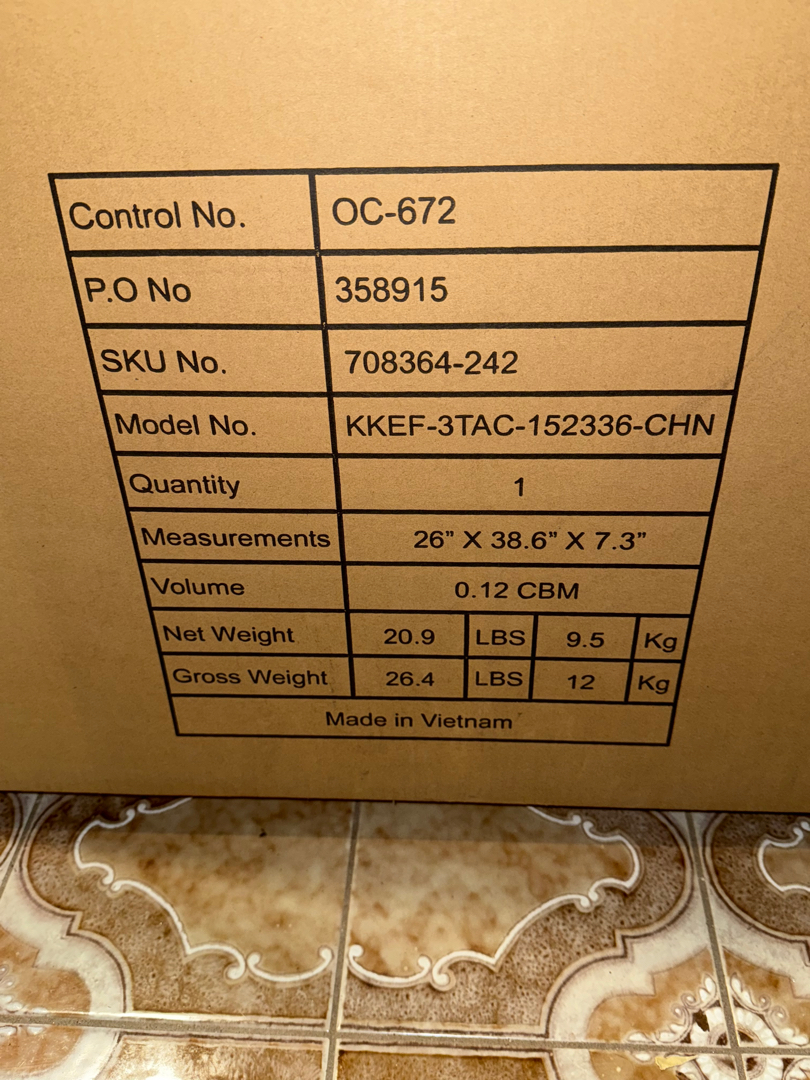 Control No. OC-672
P.O No 358915
SKU No. 708364-242
Model No. KKEF-3TAC-152336-CHN
Quantity 1
Measurements 26” X 38.6” X 7.3”
Volume 0.12 CBM
Net Weight 20.9 LBS 9.5 Kg
Gross Weight 26.4 LBS 12 Kg
Made in Vietnam